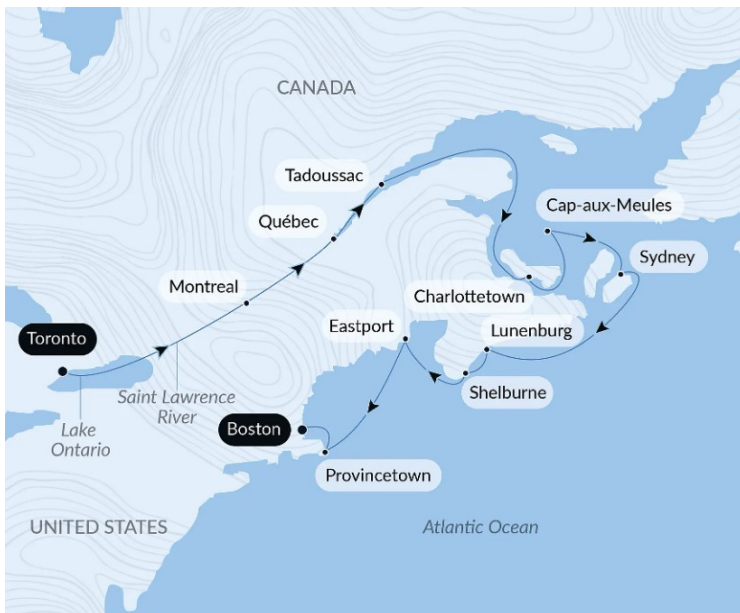 CANADA
Tadoussac
Cap-aux-Meules
Québec
Sydney
Montreal
Charlottetown
Eastport
Lunenburg
Toronto
Shelburne
Saint Lawrence
River
Lake
Ontario
Boston
Provincetown
UNITED STATES
Atlantic Ocean